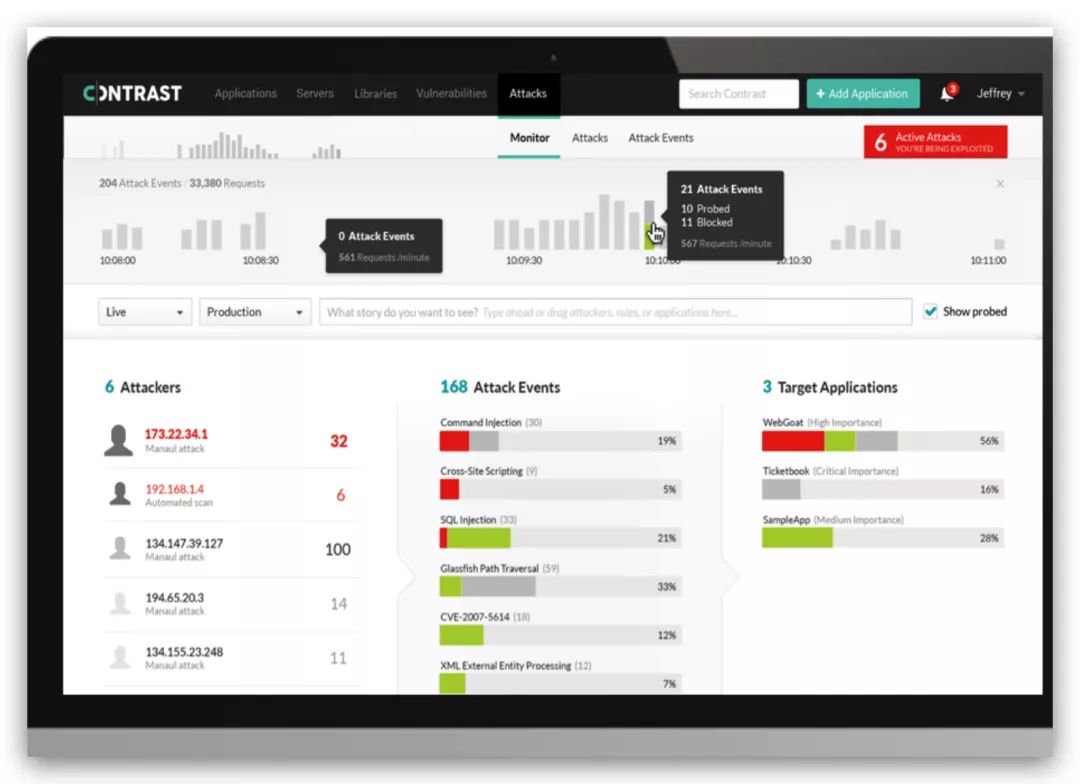 CONTRAST Applications Servers Libraries Vulnerabilities Attacks Search Contrast + Add Application 3 Jeffrey
Monitor Attacks Attack Events
6 Active Attacks
YOU'RE BEING EXPLOITED
204 Attack Events / 33,380 Requests
0 Attack Events
561 Requests /minute
21 Attack Events
10 Probed
11 Blocked
567 Requests /minute
10:08:00 10:08:30 10:09:30 10:10:00 10:10:30 10:11:00
Live Production What story do you want to see? Type ahead or drag attackers, rules, or applications here... Show probed
6 Attackers
173.22.34.1 32
Manaul attack
192.168.1.4 6
Automated scan
134.147.39.127 100
Manaul attack
194.65.20.3 14
Manaul attack
134.155.23.248 11
Manaul attack
168 Attack Events
Command Injection (30)
19%
Cross-Site Scripting (9)
5%
SQL Injection (33)
21%
Glassfish Path Traversal (59)
33%
CVE-2007-5614 (18)
12%
XML External Entity Processing (12)
7%
3 Target Applications
WebGoat (High Importance)
56%
Ticketbook (Critical Importance)
16%
SampleApp (Medium Importance)
28%